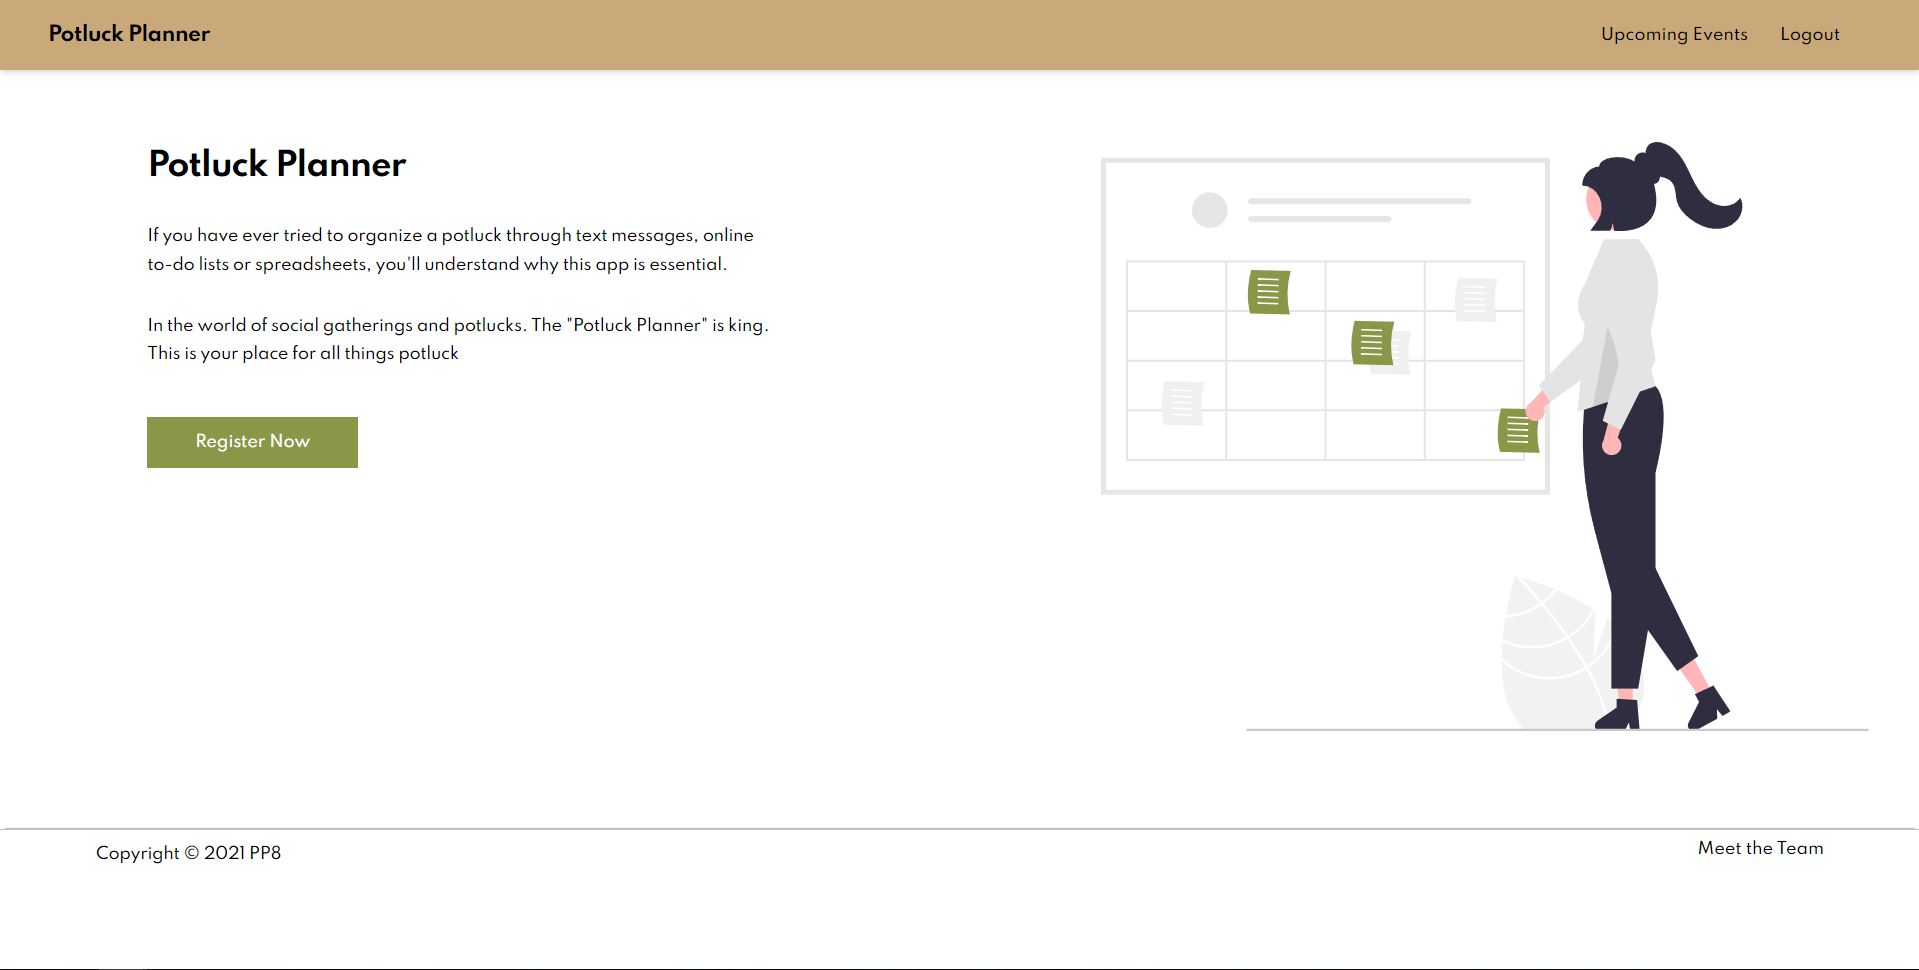 Potluck Planner
Upcoming Events
Logout
Potluck Planner
If you have ever tried to organize a potluck through text messages, online
to-do lists or spreadsheets, you'll understand why this app is essential.
In the world of social gatherings and potlucks. The "Potluck Planner" is king.
This is your place for all things potluck
Register Now
Copyright © 2021 PP8
Meet the Team